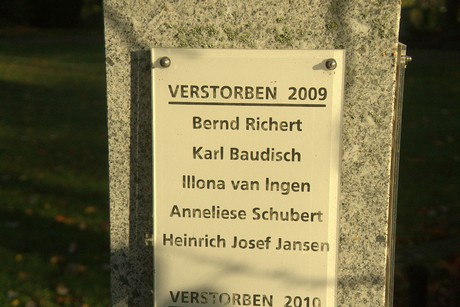 VERSTORBEN 2009
Bernd Richert
Karl Baudisch
Illona van Ingen
Anneliese Schubert
Heinrich Josef Jansen
VERSTORBEN 2010